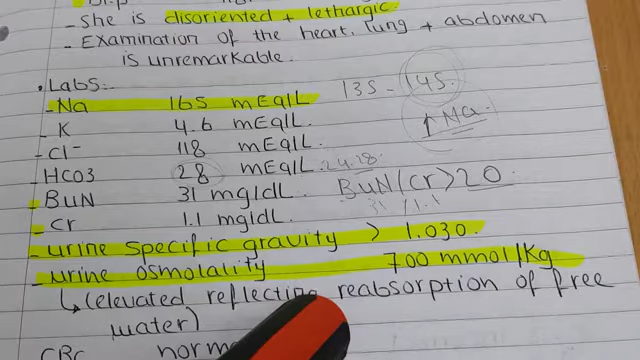 - She is disoriented + lethargic.
- Examination of the heart, lung + abdomen
is unremarkable.
• Labs:
- Na 165 mEq/L 135 - 145.
↑Na.
- K 4.6 mEq/L.
- Cl⁻ 118 mEq/L
- HCO3 28 mEq/L. 24-28
- BUN 31 mg/dL BUN/Cr > 20
31 / 1.1
- Cr 1.1 mg/dL.
- urine specific gravity > 1.030.
- urine osmolality 700 mmol/Kg
↳ (elevated reflecting reabsorption of free
water)
CBC